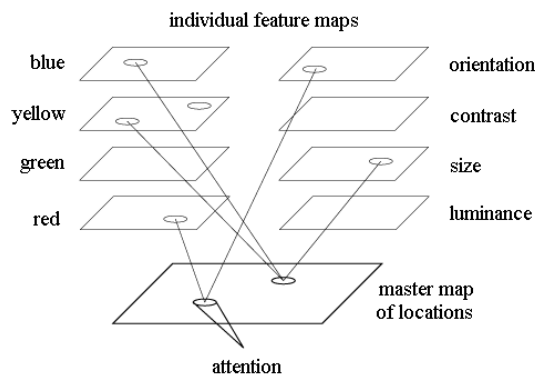 individual feature maps
blue
yellow
green
red
orientation
contrast
size
luminance
master map
of locations
attention